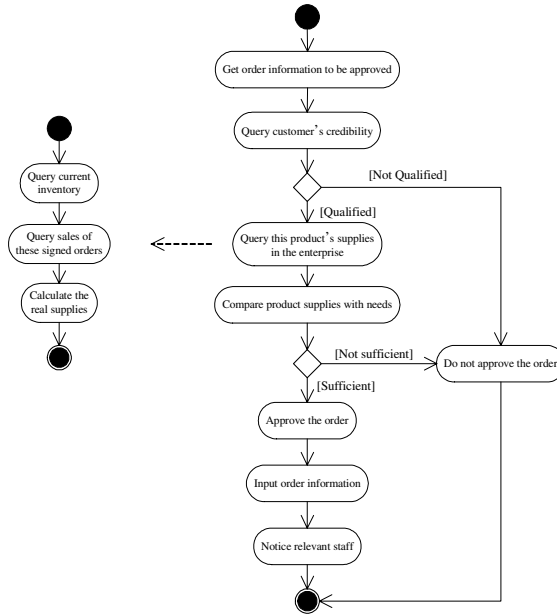 Get order information to be approved
Query customer's credibility
[Not Qualified]
[Qualified]
Query this product's supplies
in the enterprise
Compare product supplies with needs
[Not sufficient]
Do not approve the order
[Sufficient]
Approve the order
Input order information
Notice relevant staff
Query current
inventory
Query sales of
these signed orders
Calculate the
real supplies